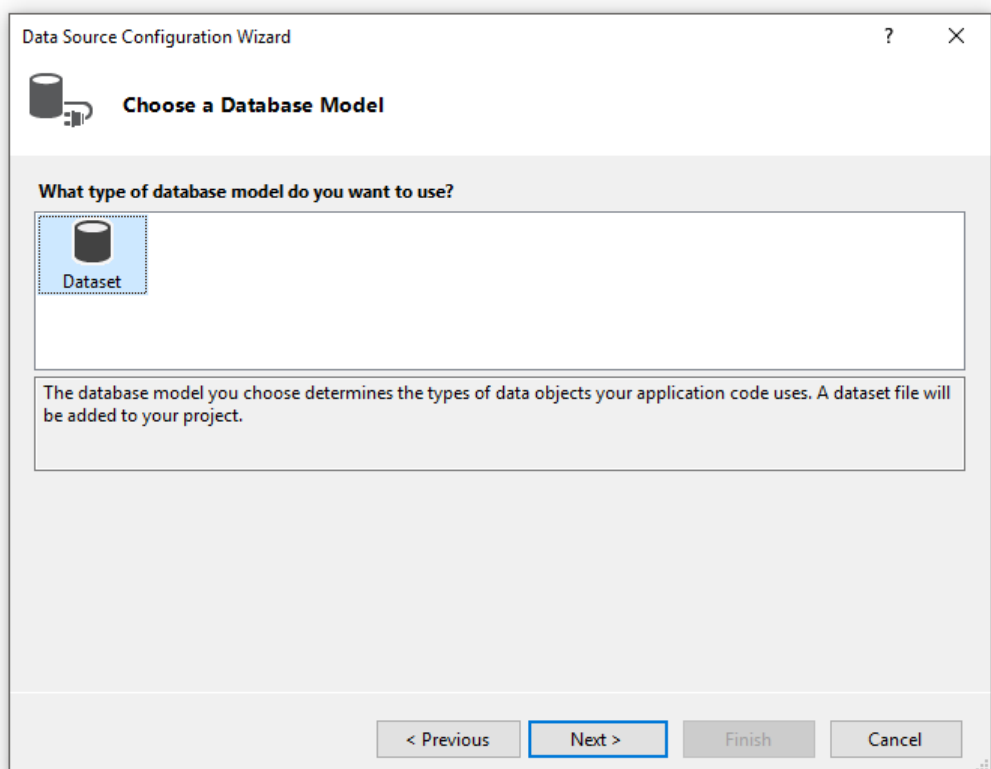 Data Source Configuration Wizard
?
Choose a Database Model
What type of database model do you want to use?
Dataset
The database model you choose determines the types of data objects your application code uses. A dataset file will
be added to your project.
< Previous
Next >
Finish
Cancel